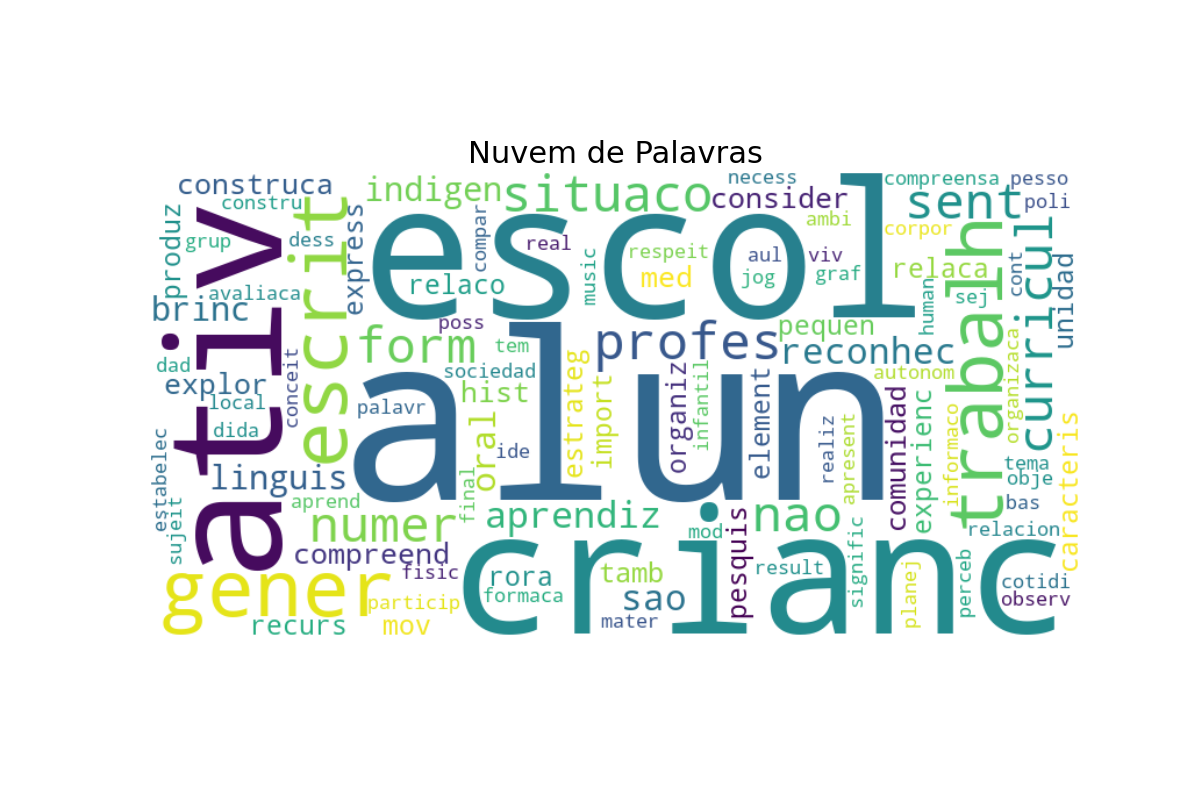 Nuvem de Palavras
construca
constru
indigen
situaco
necess
consider
compreensa
pesso
poli
sent
ambi
corpor
produz
grup
dess
express
compar
real
music
respeit
aul
viv
escol
relaco
med
jog
graf
relaca
human
sej
cont
unidad
curricul
trabalh
ativ
escrit
avaliaca
brinc
poss
form
tem
profes
pequen
reconhec
autonom
organizaca
dad
explor
conceit
sociedad
hist
local
dida
palavr
alun
oral
ide
estrateg
import
organiz
infantil
element
realiz
apresent
comunidad
experienc
informaco
tema
obje
bas
caracteris
estabelec
sujeit
linguis
aprend
numer
final
aprendiz
mod
pesquis
nao
relacion
compreend
fisic
rora
formaca
tamb
sao
result
signific
crianc
planej
perceb
cotidi
observ
gener
particip
recurs
mov
mater